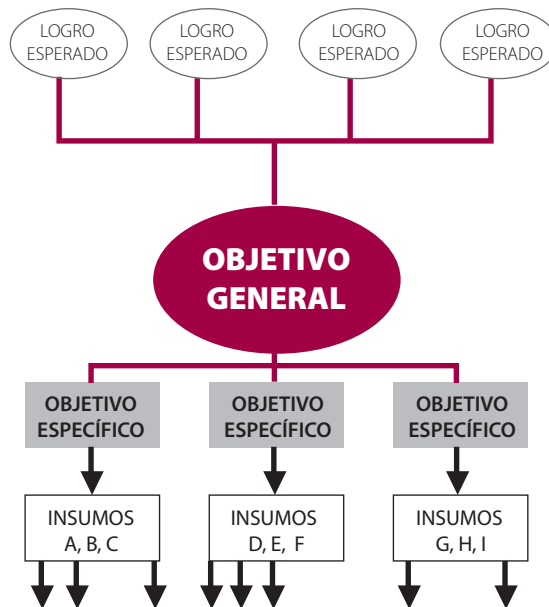 LOGRO
ESPERADO
LOGRO
ESPERADO
LOGRO
ESPERADO
LOGRO
ESPERADO
OBJETIVO
GENERAL
OBJETIVO
ESPECÍFICO
OBJETIVO
ESPECÍFICO
OBJETIVO
ESPECÍFICO
INSUMOS
A, B, C
INSUMOS
D, E, F
INSUMOS
G, H, I